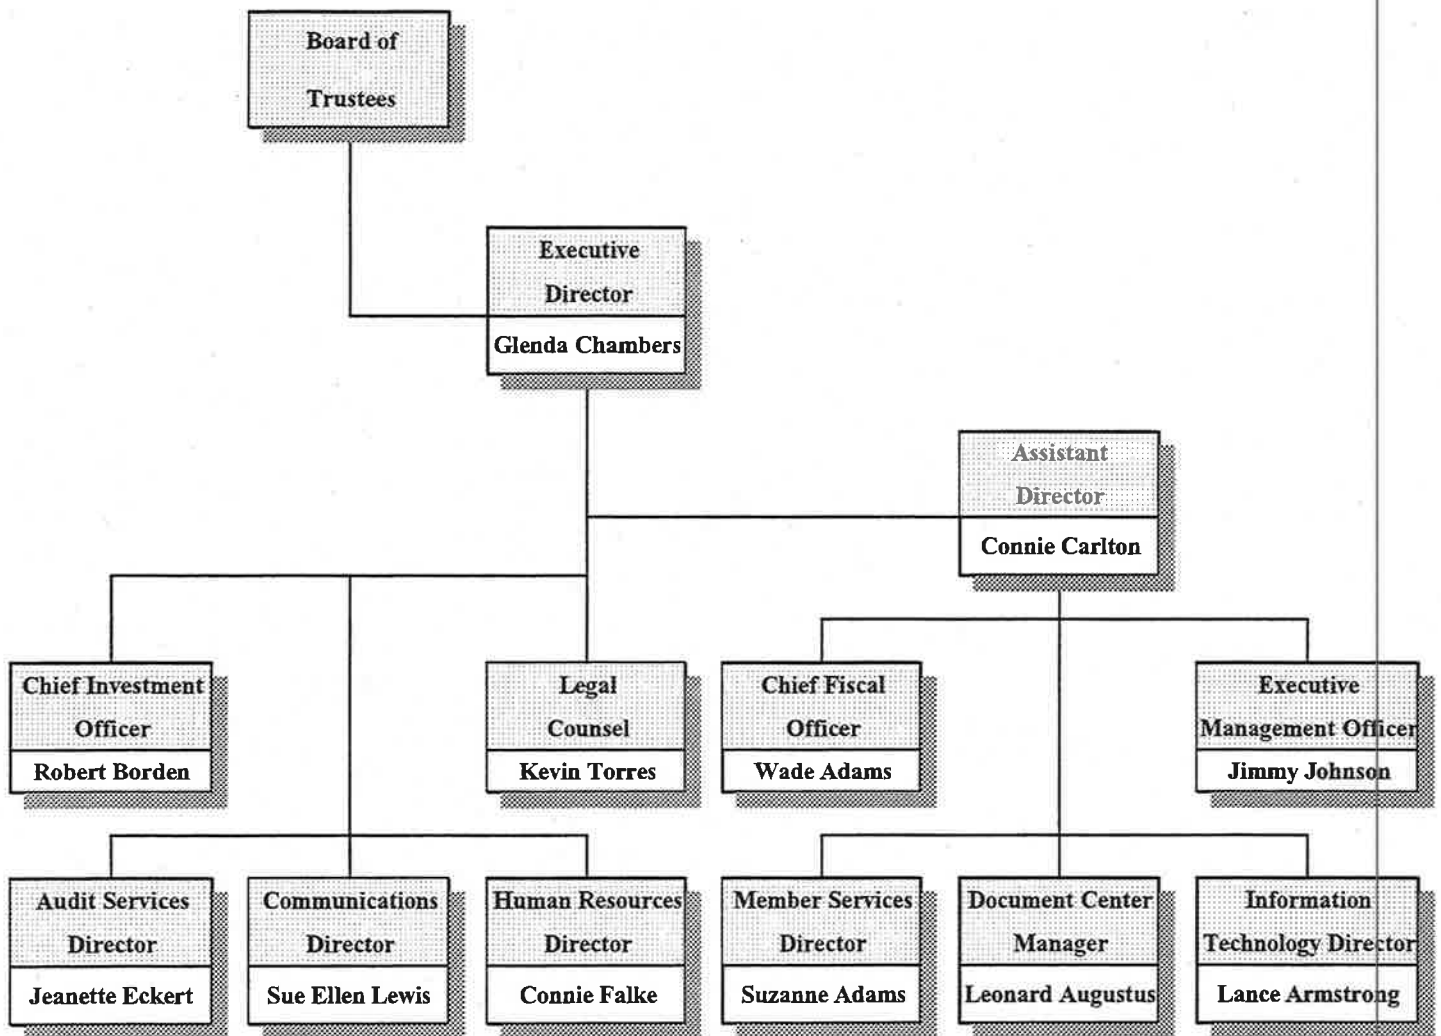 Board of
Trustees
Executive
Director
Glenda Chambers
Assistant
Director
Connie Carlton
Chief Investment
Officer
Robert Borden
Legal
Counsel
Kevin Torres
Chief Fiscal
Officer
Wade Adams
Executive
Management Officer
Jimmy Johnson
Audit Services
Director
Jeanette Eckert
Communications
Director
Sue Ellen Lewis
Human Resources
Director
Connie Falke
Member Services
Director
Suzanne Adams
Document Center
Manager
Leonard Augustus
Information
Technology Director
Lance Armstrong